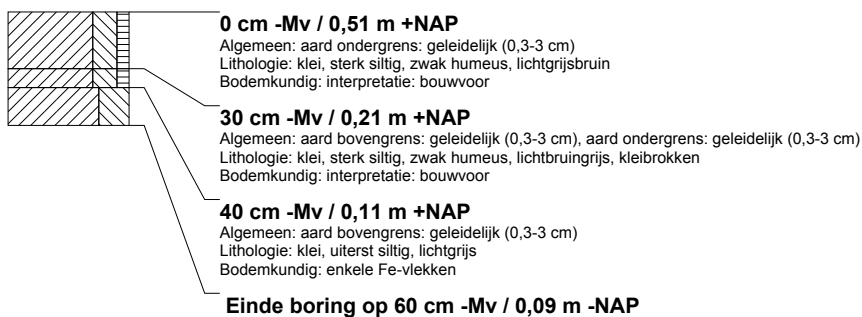 0 cm -Mv / 0,51 m +NAP
Algemeen: aard ondergrens: geleidelijk (0,3-3 cm)
Lithologie: klei, sterk siltig, zwak humeus, lichtgrijsbruin
Bodemkundig: interpretatie: bouwvoor
30 cm -Mv / 0,21 m +NAP
Algemeen: aard bovengrens: geleidelijk (0,3-3 cm), aard ondergrens: geleidelijk (0,3-3 cm)
Lithologie: klei, sterk siltig, zwak humeus, lichtbruingrijs, kleibrokken
Bodemkundig: interpretatie: bouwvoor
40 cm -Mv / 0,11 m +NAP
Algemeen: aard bovengrens: geleidelijk (0,3-3 cm)
Lithologie: klei, uiterst siltig, lichtgrijs
Bodemkundig: enkele Fe-vlekken
Einde boring op 60 cm -Mv / 0,09 m -NAP